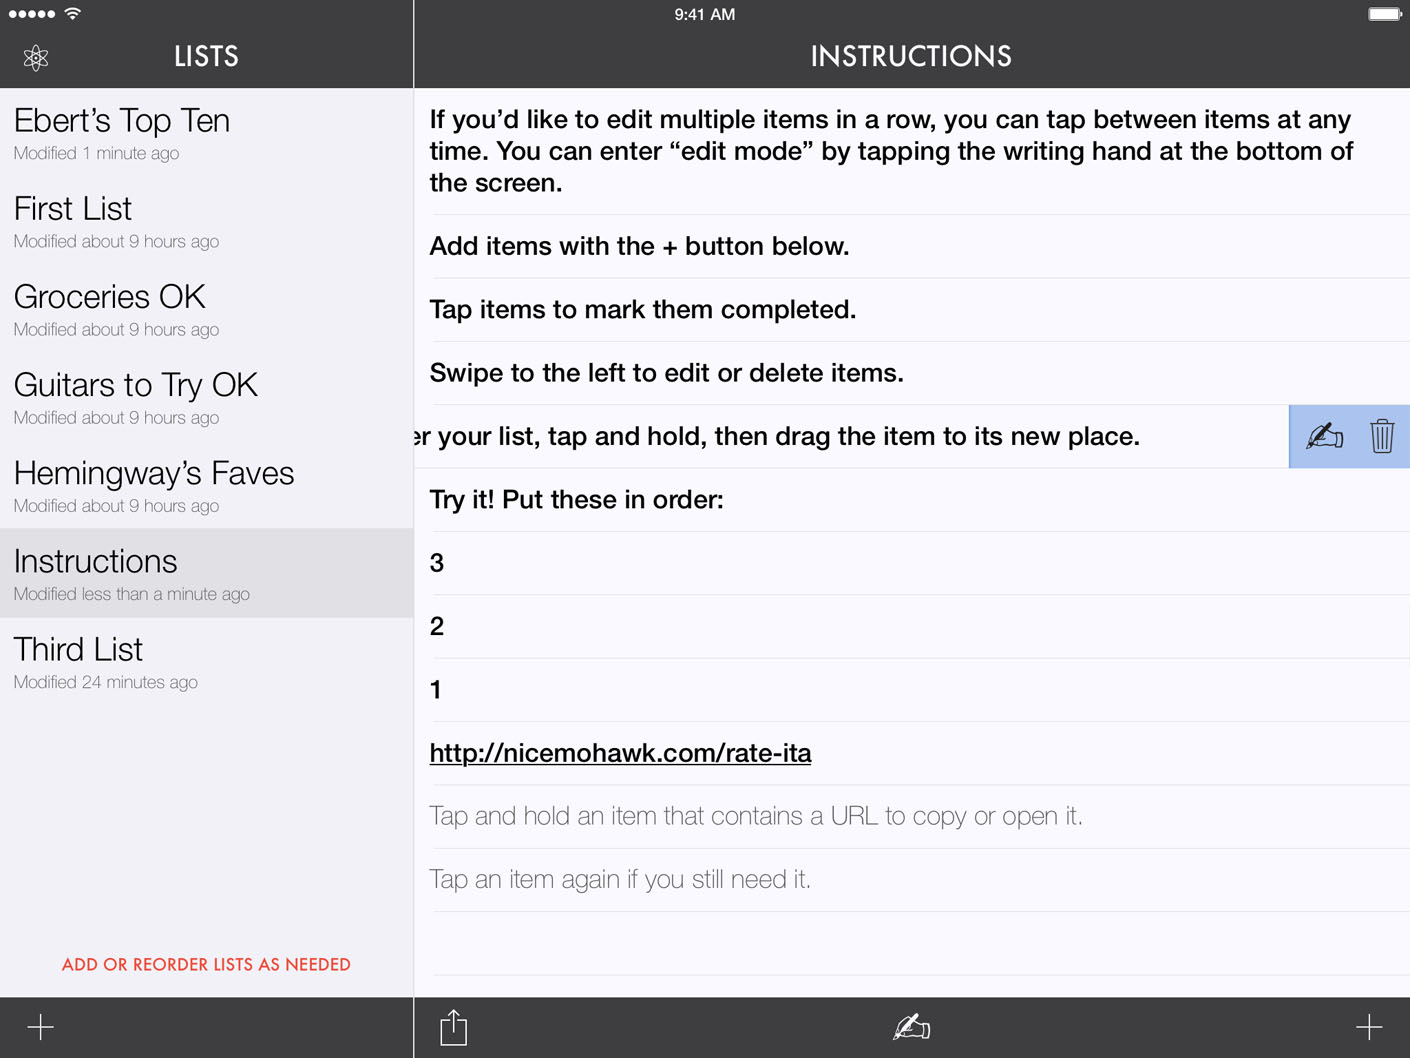 9:41 AM
LISTS
INSTRUCTIONS
Ebert’s Top Ten
Modified 1 minute ago
First List
Modified about 9 hours ago
Groceries OK
Modified about 9 hours ago
Guitars to Try OK
Modified about 9 hours ago
Hemingway’s Faves
Modified about 9 hours ago
Instructions
Modified less than a minute ago
Third List
Modified 24 minutes ago
ADD OR REORDER LISTS AS NEEDED
If you’d like to edit multiple items in a row, you can tap between items at any
time. You can enter “edit mode” by tapping the writing hand at the bottom of
the screen.
Add items with the + button below.
Tap items to mark them completed.
Swipe to the left to edit or delete items.
er your list, tap and hold, then drag the item to its new place.
Try it! Put these in order:
3
2
1
http://nicemohawk.com/rate-ita
Tap and hold an item that contains a URL to copy or open it.
Tap an item again if you still need it.